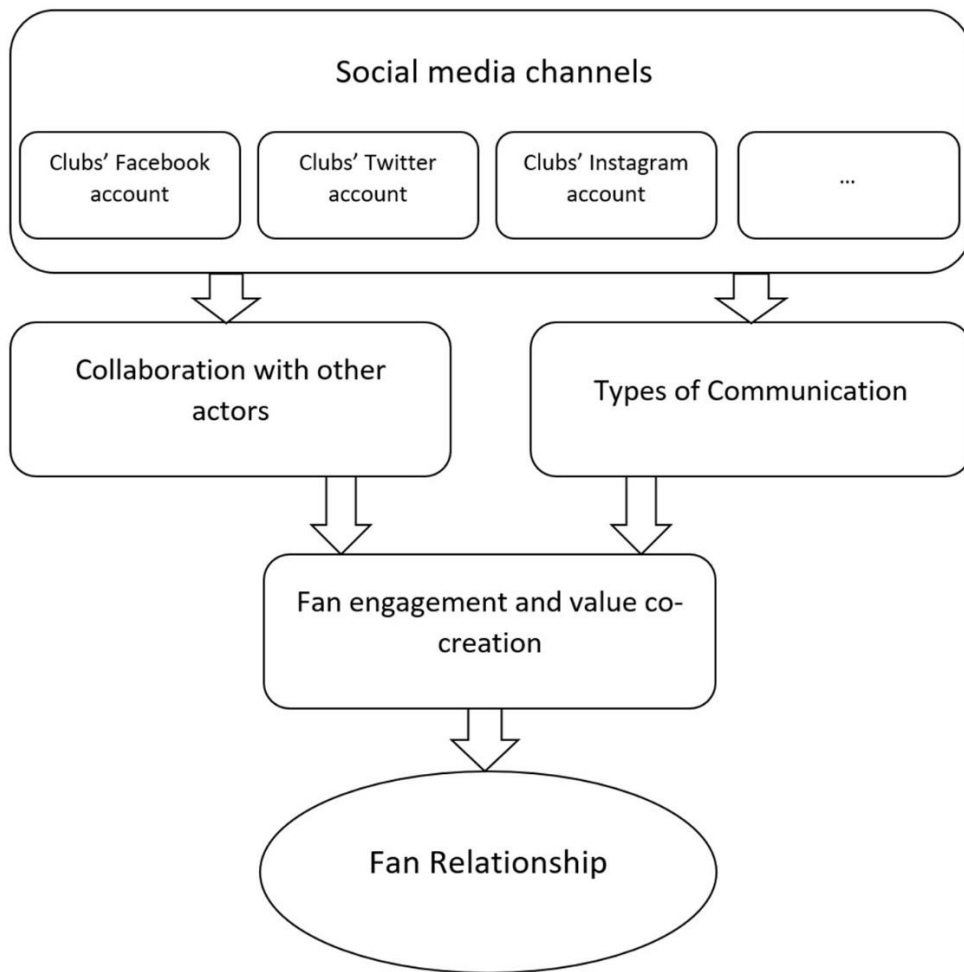 Social media channels
Clubs’ Facebook
account
Clubs’ Twitter
account
Clubs’ Instagram
account
...
Collaboration with other
actors
Types of Communication
Fan engagement and value co-
creation
Fan Relationship